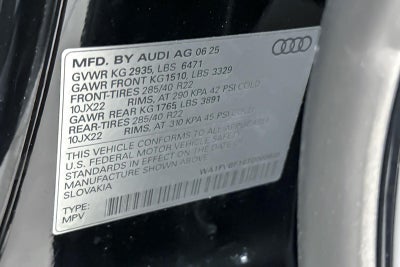 MFD. BY AUDI AG 06 25
GVWR KG 2935, LBS 6471
GAWR FRONT KG1510, LBS 3329
FRONT-TIRES 285/40 R22
10JX22 RIMS, AT 290 KPA 42 PSI COLD
GAWR REAR KG 1765, LBS 3891
REAR-TIRES 285/40 R22
10JX22 RIMS, AT 310 KPA 45 PSI
THIS VEHICLE CONFORMS TO ALL APPLICABLE
U.S. FEDERAL MOTOR VEHICLE SAFETY
STANDARDS IN EFFECT ON THE DATE OF
MANUFACTURE SHOWN ABOVE
SLOVAKIA
TYPE:
MPV